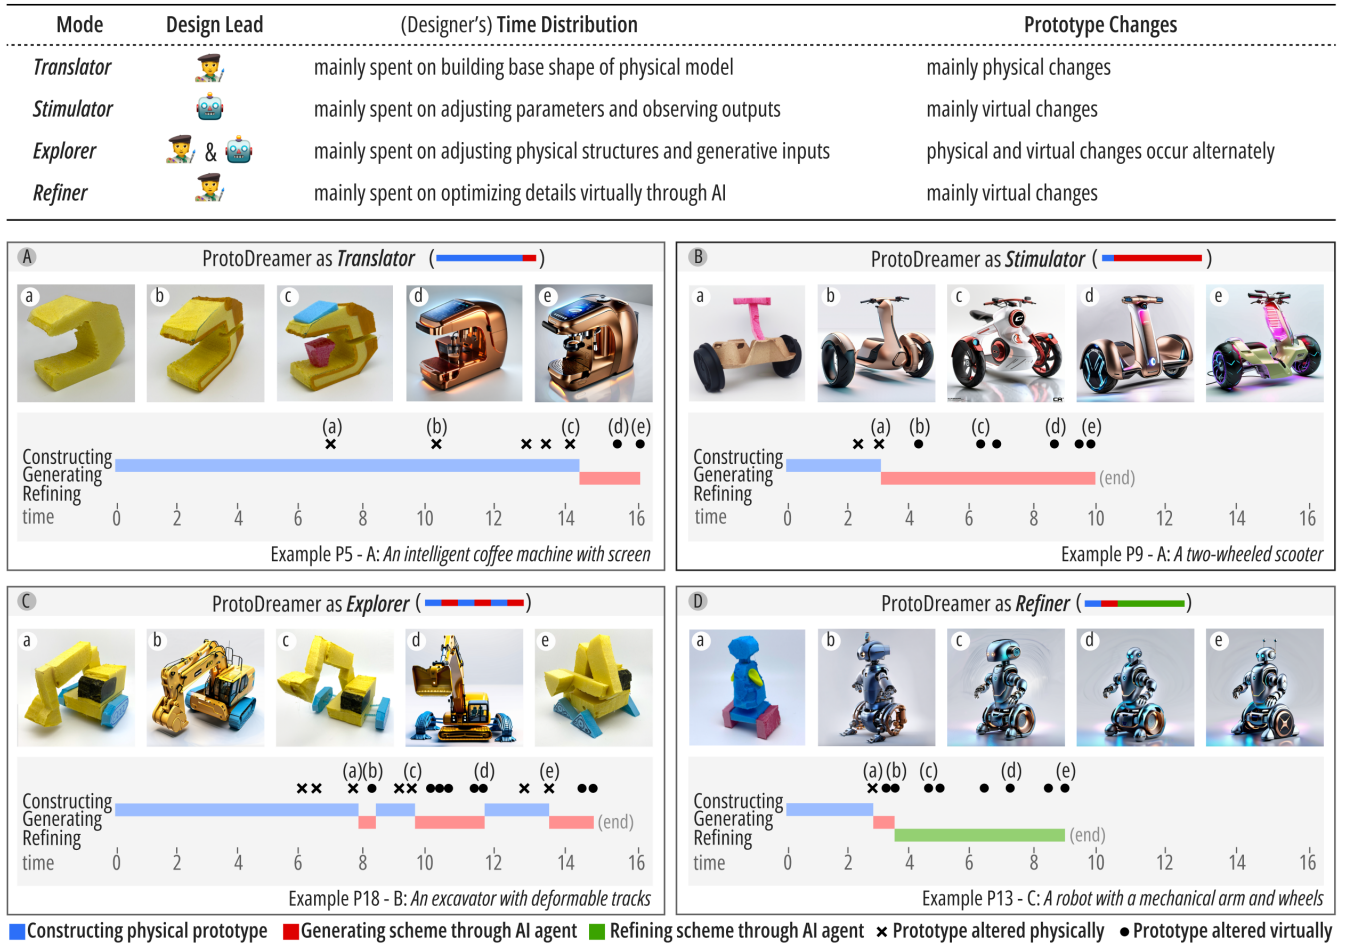 Mode Design Lead (Designer's) Time Distribution Prototype Changes
Translator mainly spent on building base shape of physical model mainly physical changes
Stimulator mainly spent on adjusting parameters and observing outputs mainly virtual changes
Explorer & mainly spent on adjusting physical structures and generative inputs physical and virtual changes occur alternately
Refiner mainly spent on optimizing details virtually through AI mainly virtual changes
A ProtoDreamer as Translator ( )
a b c d e
(a) (b) (c) (d) (e)
Constructing
Generating
Refining
time 0 2 4 6 8 10 12 14 16
Example P5 - A: An intelligent coffee machine with screen
B ProtoDreamer as Stimulator ( )
a b c d e
(a) (b) (c) (d) (e)
Constructing
Generating (end)
Refining
time 0 2 4 6 8 10 12 14 16
Example P9 - A: A two-wheeled scooter
C ProtoDreamer as Explorer ( )
a b c d e
(a) (b) (c) (d) (e)
Constructing
Generating (end)
Refining
time 0 2 4 6 8 10 12 14 16
Example P18 - B: An excavator with deformable tracks
D ProtoDreamer as Refiner ( )
a b c d e
(a) (b) (c) (d) (e)
Constructing
Generating
Refining (end)
time 0 2 4 6 8 10 12 14 16
Example P13 - C: A robot with a mechanical arm and wheels
Constructing physical prototype Generating scheme through AI agent Refining scheme through AI agent Prototype altered physically Prototype altered virtually